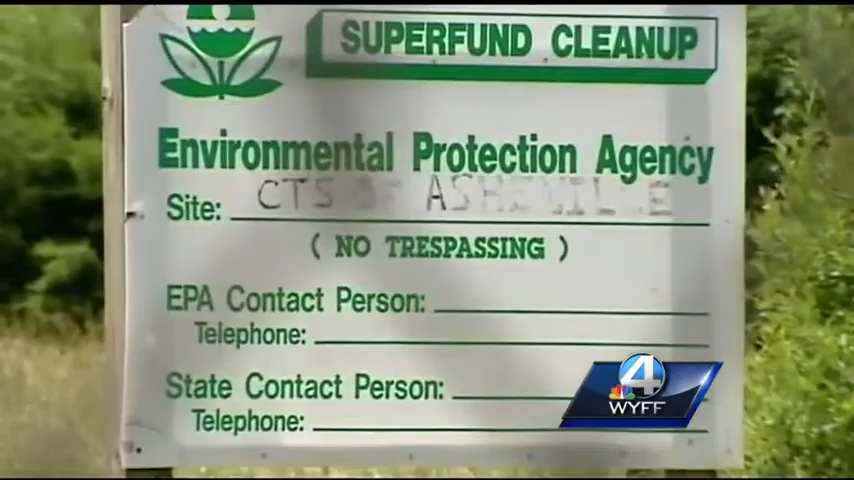 SUPERFUND CLEANUP
Environmental Protection Agency
Site: CTS OF ASHEVILLE
( NO TRESPASSING )
EPA Contact Person:
Telephone:
State Contact Person:
Telephone:
4
WYFF